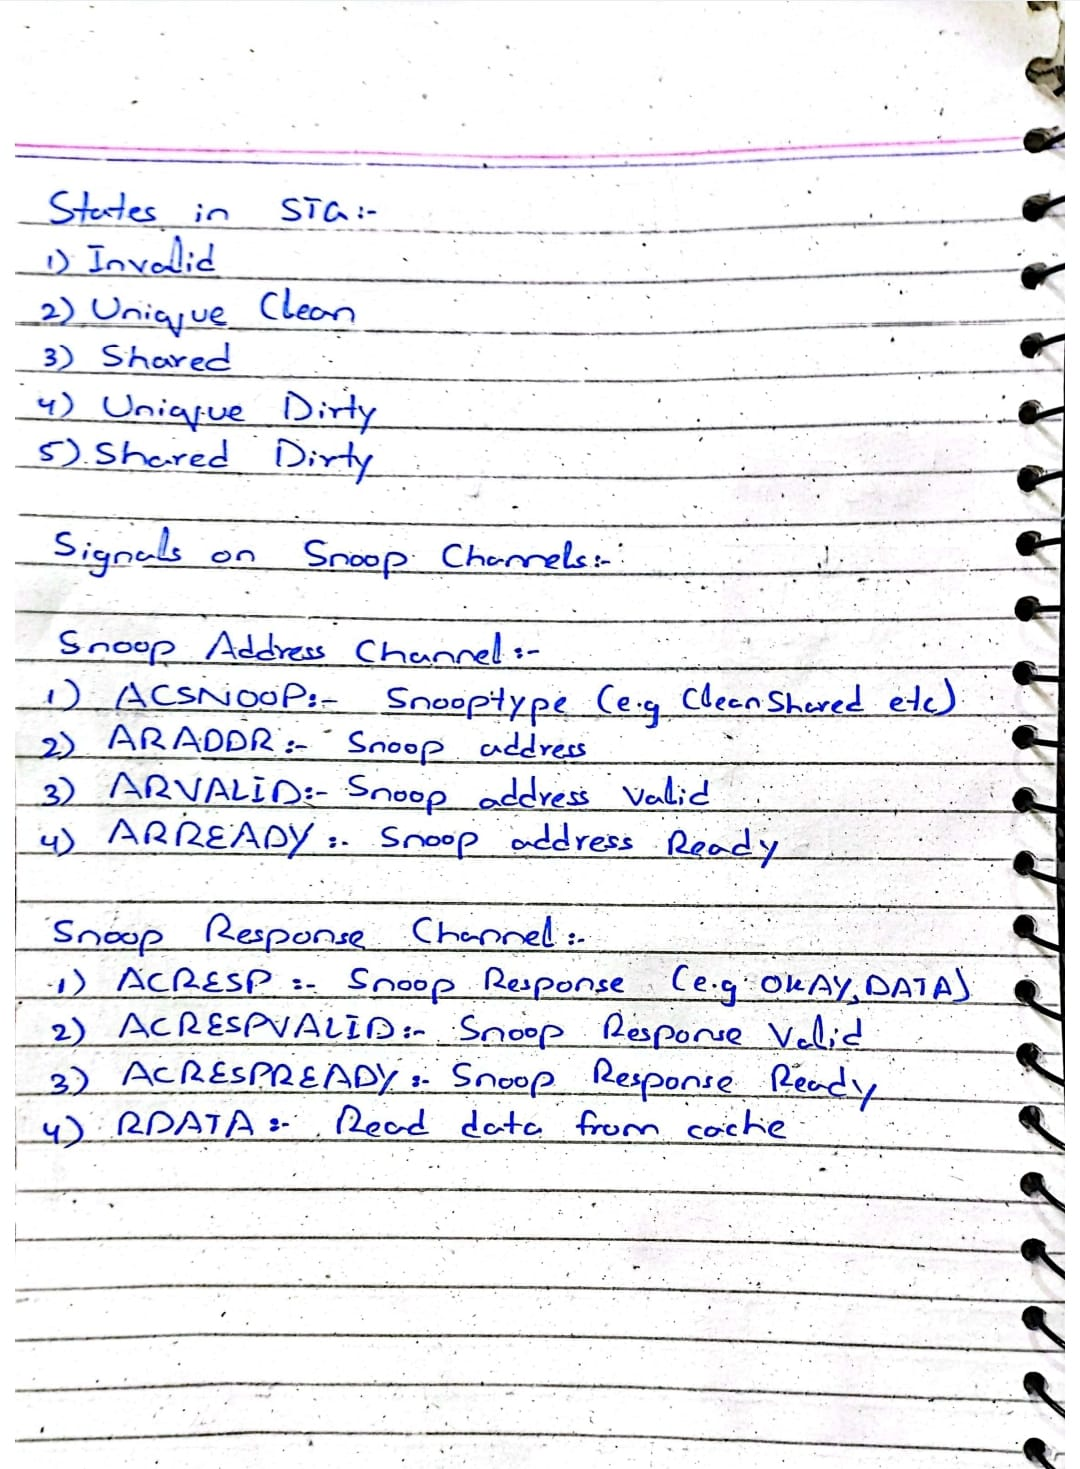 States in STG :-
1) Invalid
2) Unique Clean
3) Shared
4) Unique Dirty
5) Shared Dirty
Signals on Snoop Channels :-
Snoop Address Channel :-
1) ACSNOOP :- Snooptype (e.g CleanShared etc)
2) ARADDR :- Snoop address
3) ARVALID :- Snoop address Valid
4) ARREADY :- Snoop address Ready
Snoop Response Channel :-
1) ACRESP :- Snoop Response (e.g OKAY, DATA)
2) ACRESPVALID :- Snoop Response Valid
3) ACRESPREADY :- Snoop Response Ready
4) RDATA :- Read data from cache